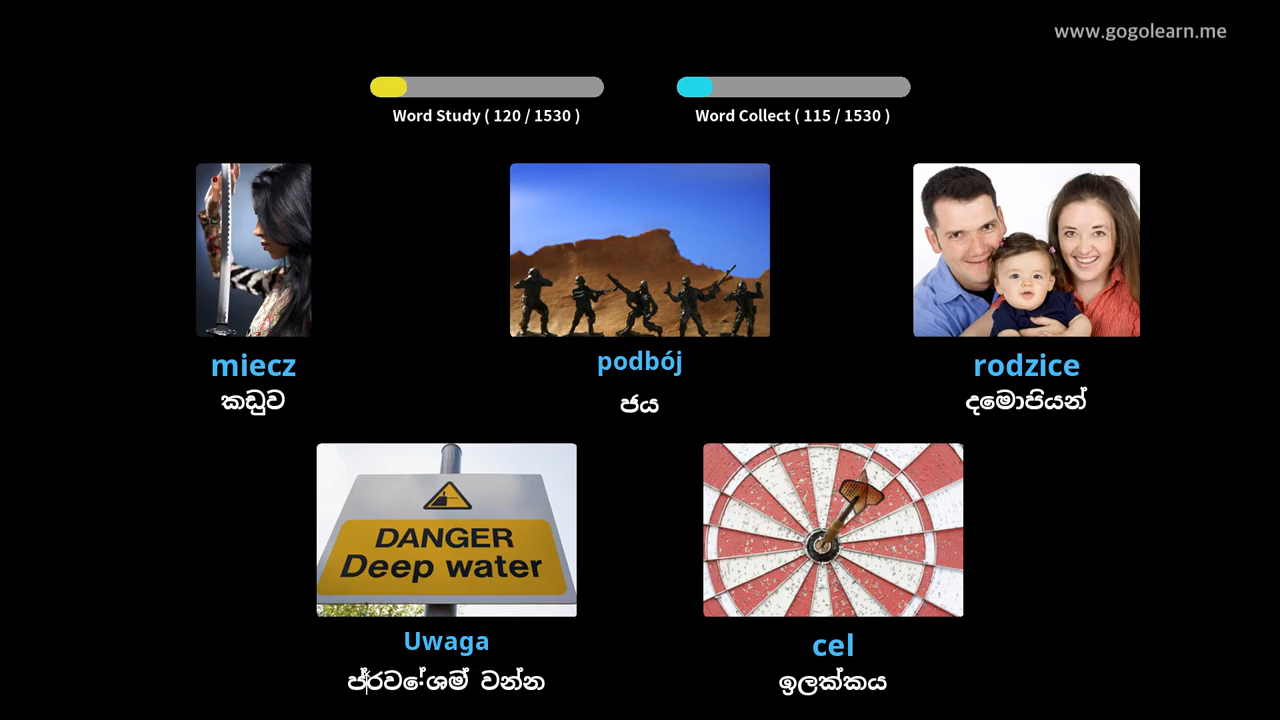 www.gogolearn.me
Word Study ( 120 / 1530 )
Word Collect ( 115 / 1530 )
miecz
කඩුව
podbój
ජය
rodzice
දෙමාපියන්
DANGER
Deep water
Uwaga
ප්‍රවේශම් වන්න
cel
ඉලක්කය